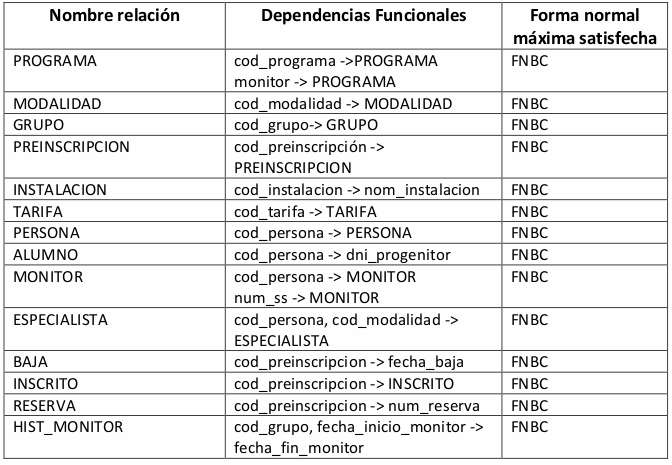 Nombre relación Dependencias Funcionales Forma normal
máxima satisfecha
PROGRAMA cod_programa ->PROGRAMA FNBC
monitor -> PROGRAMA
MODALIDAD cod_modalidad -> MODALIDAD FNBC
GRUPO cod_grupo-> GRUPO FNBC
PREINSCRIPCION cod_preinscripción -> FNBC
PREINSCRIPCION
INSTALACION cod_instalacion -> nom_instalacion FNBC
TARIFA cod_tarifa -> TARIFA FNBC
PERSONA cod_persona -> PERSONA FNBC
ALUMNO cod_persona -> dni_progenitor FNBC
MONITOR cod_persona -> MONITOR FNBC
num_ss -> MONITOR
ESPECIALISTA cod_persona, cod_modalidad -> FNBC
ESPECIALISTA
BAJA cod_preinscripcion -> fecha_baja FNBC
INSCRITO cod_preinscripcion -> INSCRITO FNBC
RESERVA cod_preinscripcion -> num_reserva FNBC
HIST_MONITOR cod_grupo, fecha_inicio_monitor -> FNBC
fecha_fin_monitor